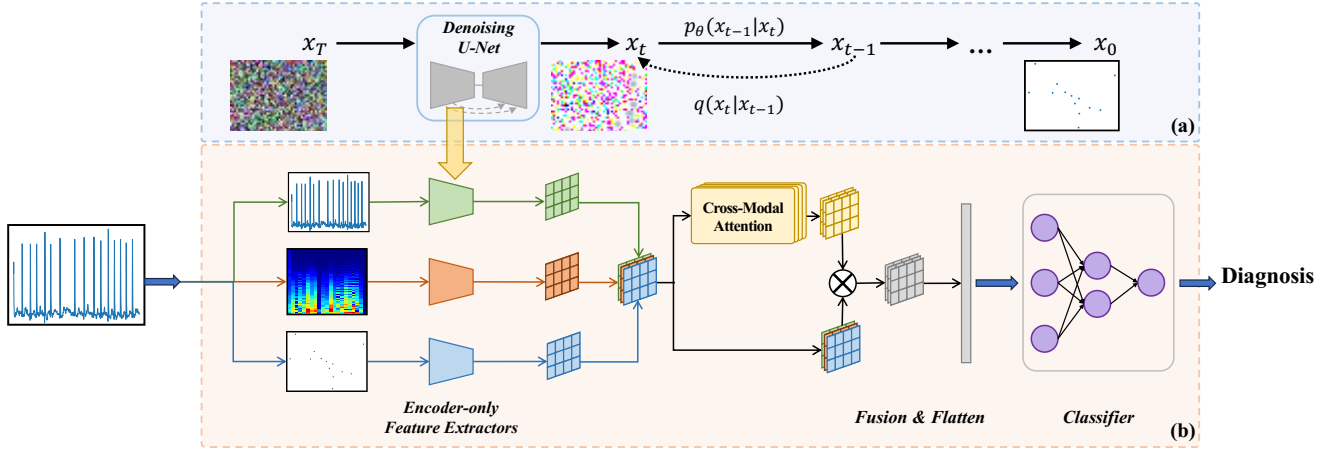 Denoising
U-Net
x_T
x_t
p_θ(x_{t−1}|x_t)
x_{t−1}
...
x_0
q(x_t|x_{t−1})
(a)
Cross-Modal
Attention
Diagnosis
Encoder-only
Feature Extractors
Fusion & Flatten
Classifier
(b)